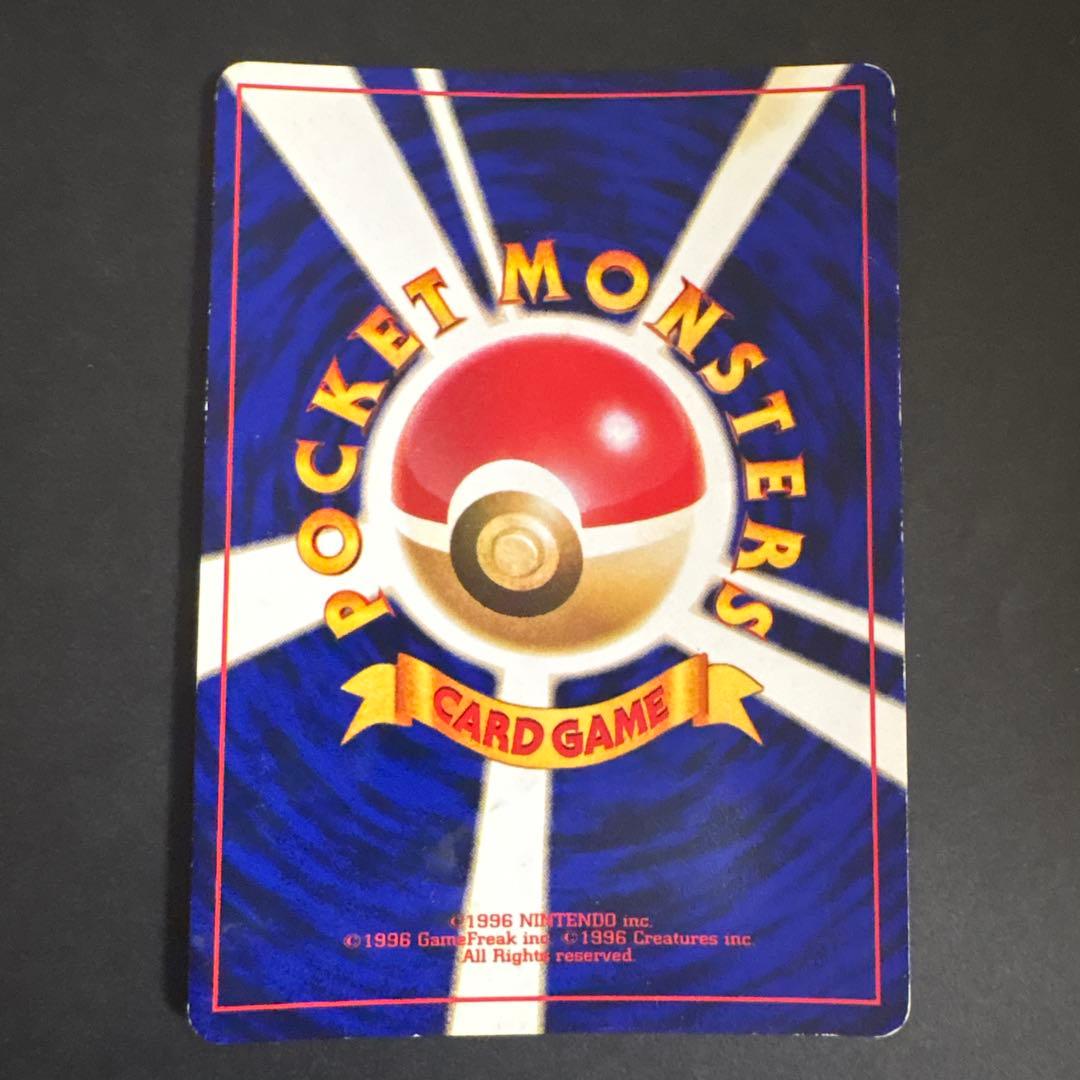 POCKET MONSTERS
CARD GAME
©1996 NINTENDO inc.
©1996 GameFreak inc. ©1996 Creatures inc.
All Rights reserved.